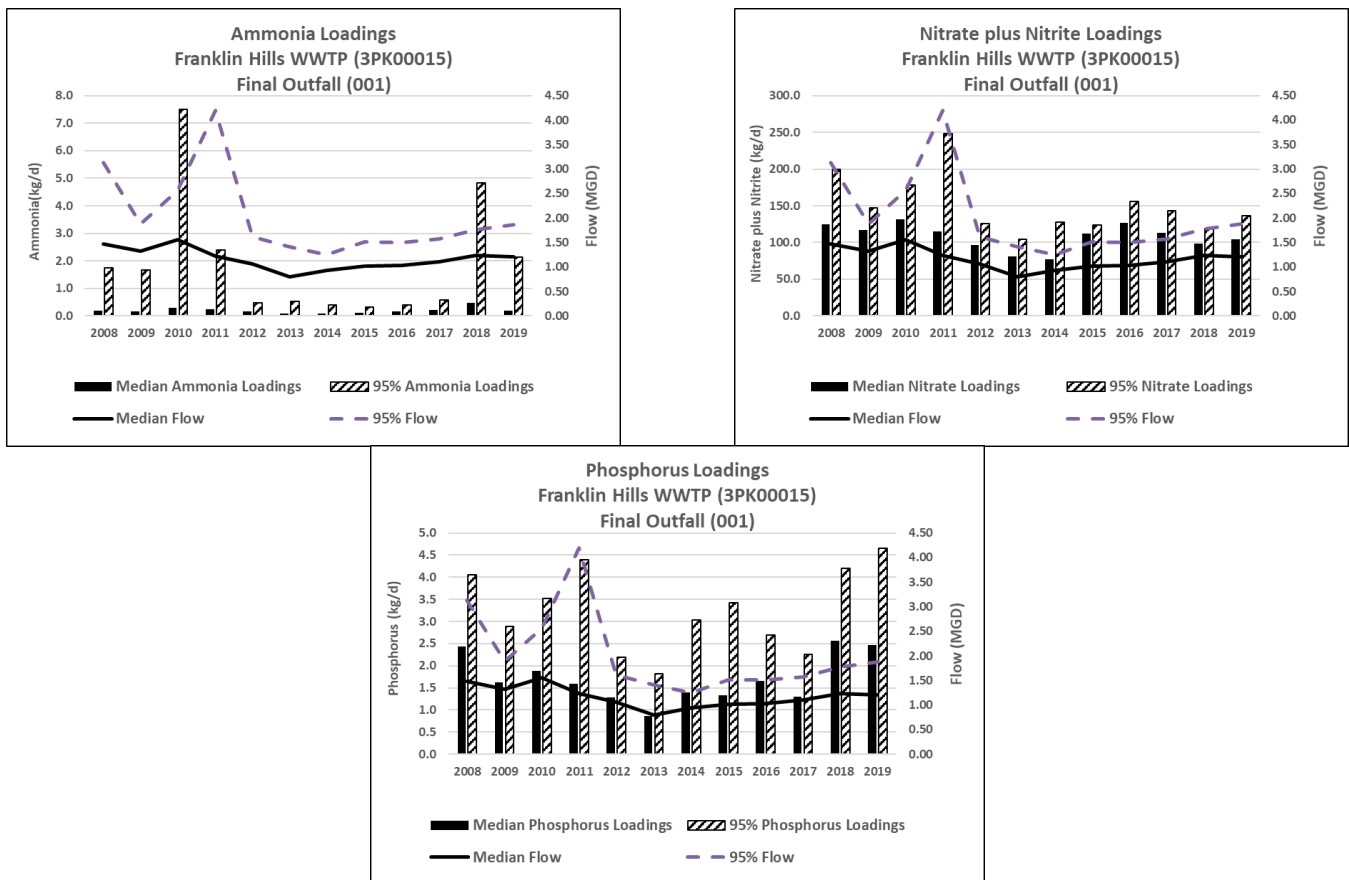 Ammonia Loadings
Franklin Hills WWTP (3PK00015)
Final Outfall (001)
Ammonia(kg/d)
8.0
7.0
6.0
5.0
4.0
3.0
2.0
1.0
0.0
4.50
4.00
3.50
3.00
2.50
2.00
1.50
1.00
0.50
0.00
Flow (MGD)
2008 2009 2010 2011 2012 2013 2014 2015 2016 2017 2018 2019
Median Ammonia Loadings 95% Ammonia Loadings
Median Flow 95% Flow
Nitrate plus Nitrite Loadings
Franklin Hills WWTP (3PK00015)
Final Outfall (001)
Nitrate plus Nitrite (kg/d)
300.0
250.0
200.0
150.0
100.0
50.0
0.0
4.50
4.00
3.50
3.00
2.50
2.00
1.50
1.00
0.50
0.00
Flow (MGD)
2008 2009 2010 2011 2012 2013 2014 2015 2016 2017 2018 2019
Median Nitrate Loadings 95% Nitrate Loadings
Median Flow 95% Flow
Phosphorus Loadings
Franklin Hills WWTP (3PK00015)
Final Outfall (001)
Phosphorus (kg/d)
5.0
4.5
4.0
3.5
3.0
2.5
2.0
1.5
1.0
0.5
0.0
4.50
4.00
3.50
3.00
2.50
2.00
1.50
1.00
0.50
0.00
Flow (MGD)
2008 2009 2010 2011 2012 2013 2014 2015 2016 2017 2018 2019
Median Phosphorus Loadings 95% Phosphorus Loadings
Median Flow 95% Flow